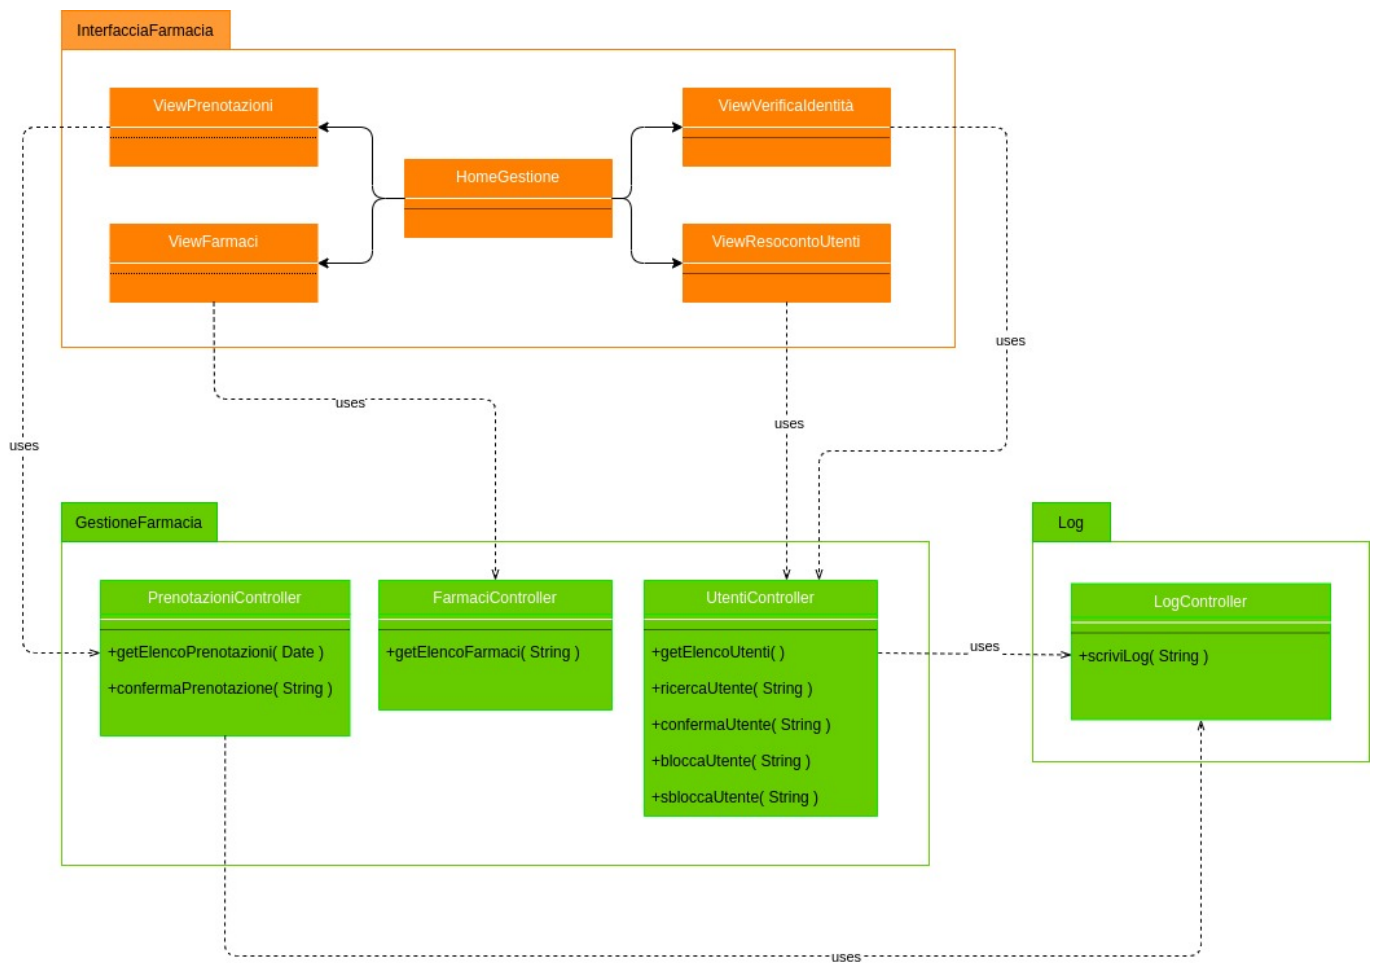 InterfacciaFarmacia
ViewPrenotazioni
ViewVerificaIdentità
HomeGestione
ViewFarmaci
ViewResocontoUtenti
uses
uses
uses
uses
GestioneFarmacia
Log
PrenotazioniController
+getElencoPrenotazioni( Date )
+confermaPrenotazione( String )
FarmaciController
+getElencoFarmaci( String )
UtentiController
+getElencoUtenti( )
+ricercaUtente( String )
+confermaUtente( String )
+bloccaUtente( String )
+sbloccaUtente( String )
uses
LogController
+scriviLog( String )
uses